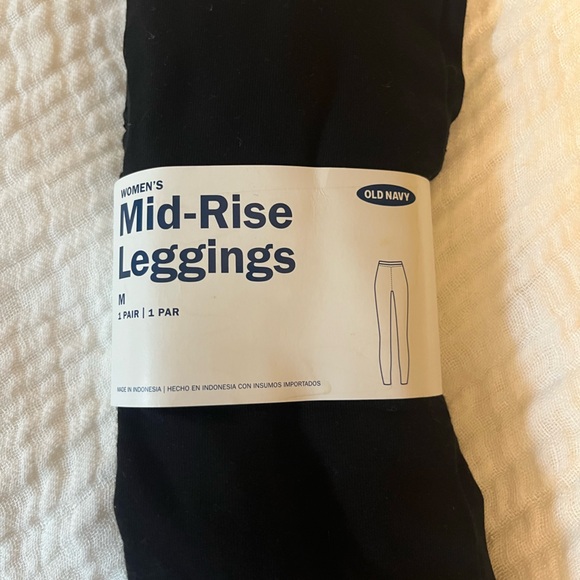 WOMEN'S
OLD NAVY
Mid-Rise
Leggings
M
1 PAIR | 1 PAR
MADE IN INDONESIA | HECHO EN INDONESIA CON INSUMOS IMPORTADOS